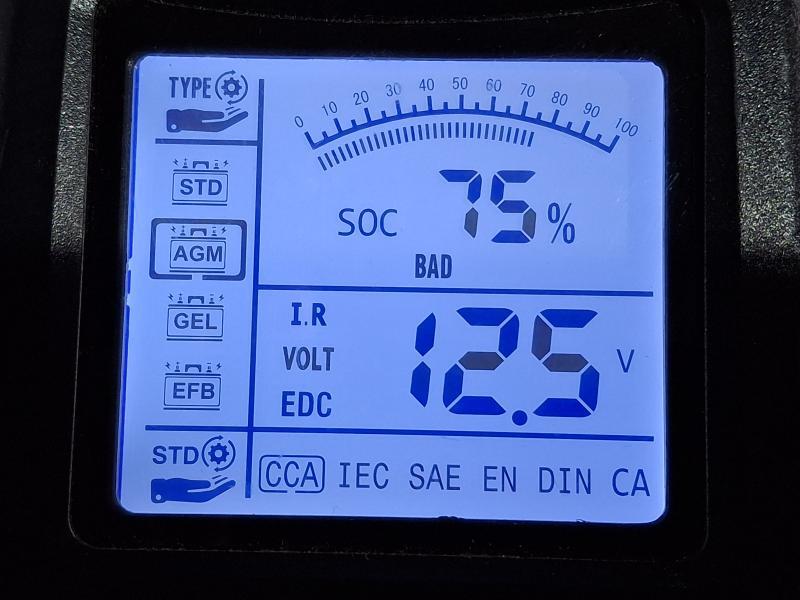 TYPE
0 10 20 30 40 50 60 70 80 90 100
STD
SOC 75%
AGM
BAD
GEL
I.R
VOLT 12.5 V
EFB
EDC
STD
CCA IEC SAE EN DIN CA